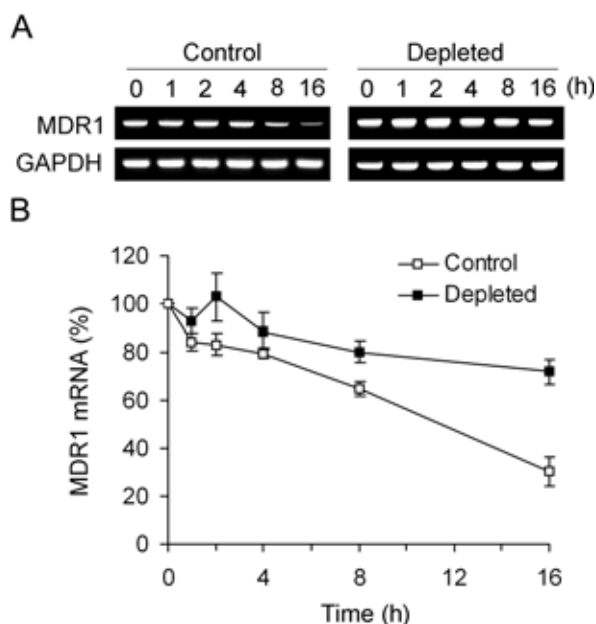 A
Control Depleted
0 1 2 4 8 16 0 1 2 4 8 16 (h)
MDR1
GAPDH
B
120
100
80
60
40
20
0
MDR1 mRNA (%)
Control
Depleted
0 4 8 12 16
Time (h)